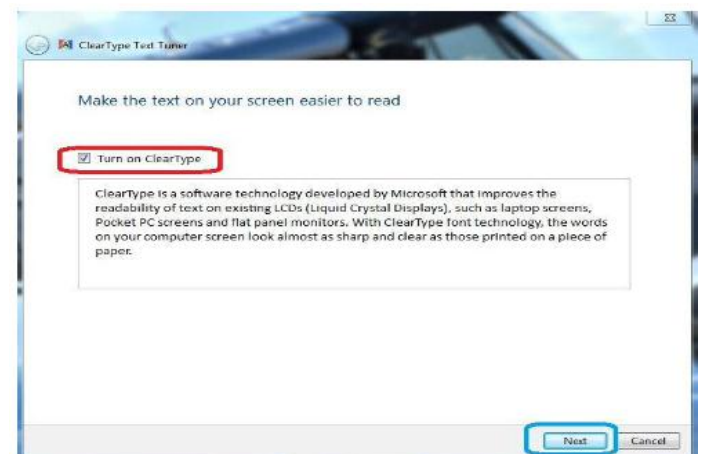 ClearType Text Tuner
Make the text on your screen easier to read
Turn on ClearType
ClearType is a software technology developed by Microsoft that improves the
readability of text on existing LCDs (Liquid Crystal Displays), such as laptop screens,
Pocket PC screens and flat panel monitors. With ClearType font technology, the words
on your computer screen look almost as sharp and clear as those printed on a piece of
paper.
Next Cancel